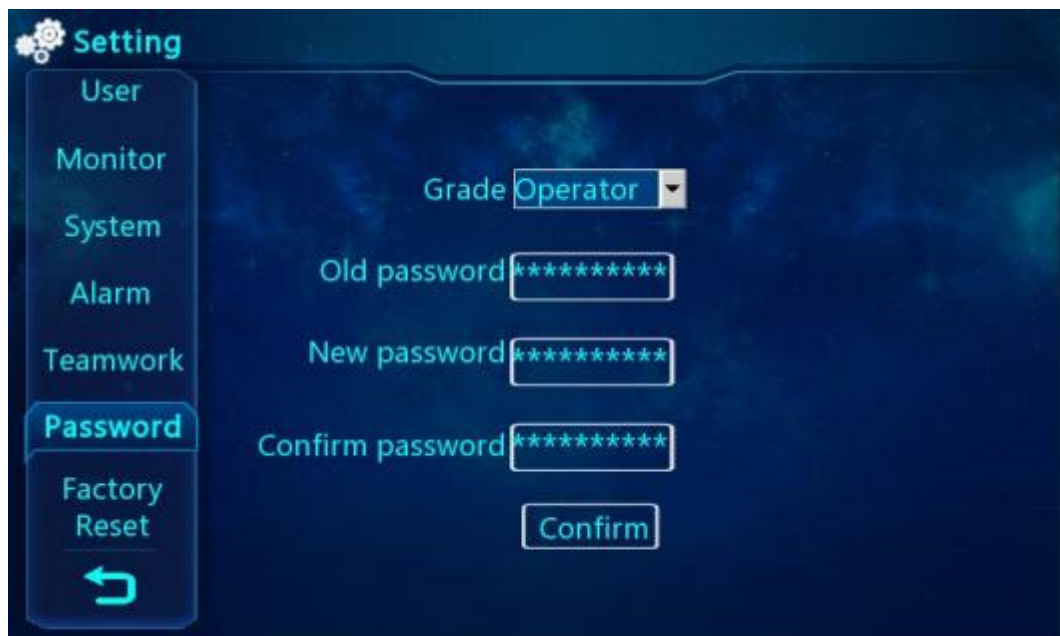 Setting
User
Monitor
System
Alarm
Teamwork
Password
Factory
Reset
Grade Operator
Old password **********
New password **********
Confirm password **********
Confirm